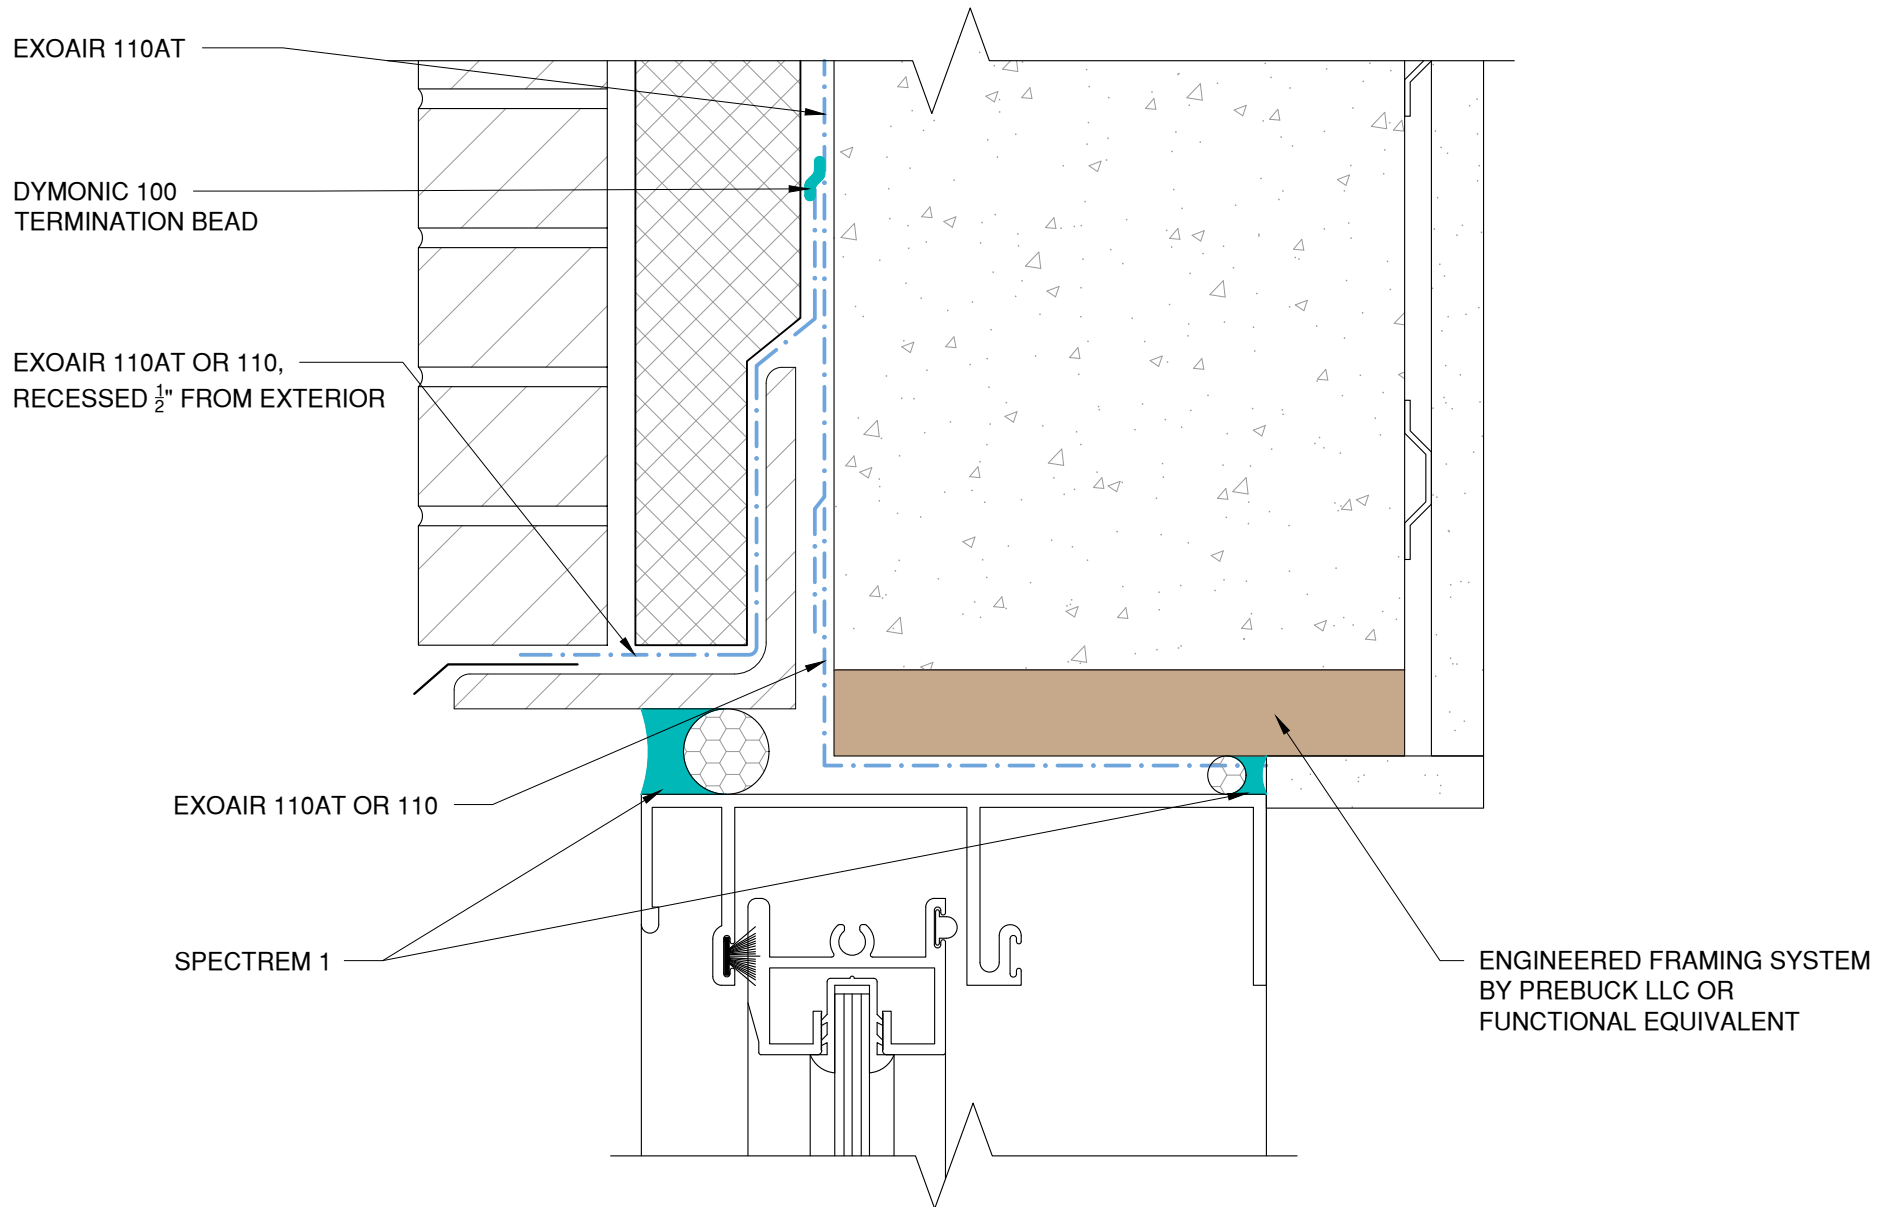 EXOAIR 110AT
DYMONIC 100
TERMINATION BEAD
EXOAIR 110AT OR 110,
RECESSED 1/2" FROM EXTERIOR
EXOAIR 110AT OR 110
SPECTREM 1
ENGINEERED FRAMING SYSTEM
BY PREBUCK LLC OR
FUNCTIONAL EQUIVALENT